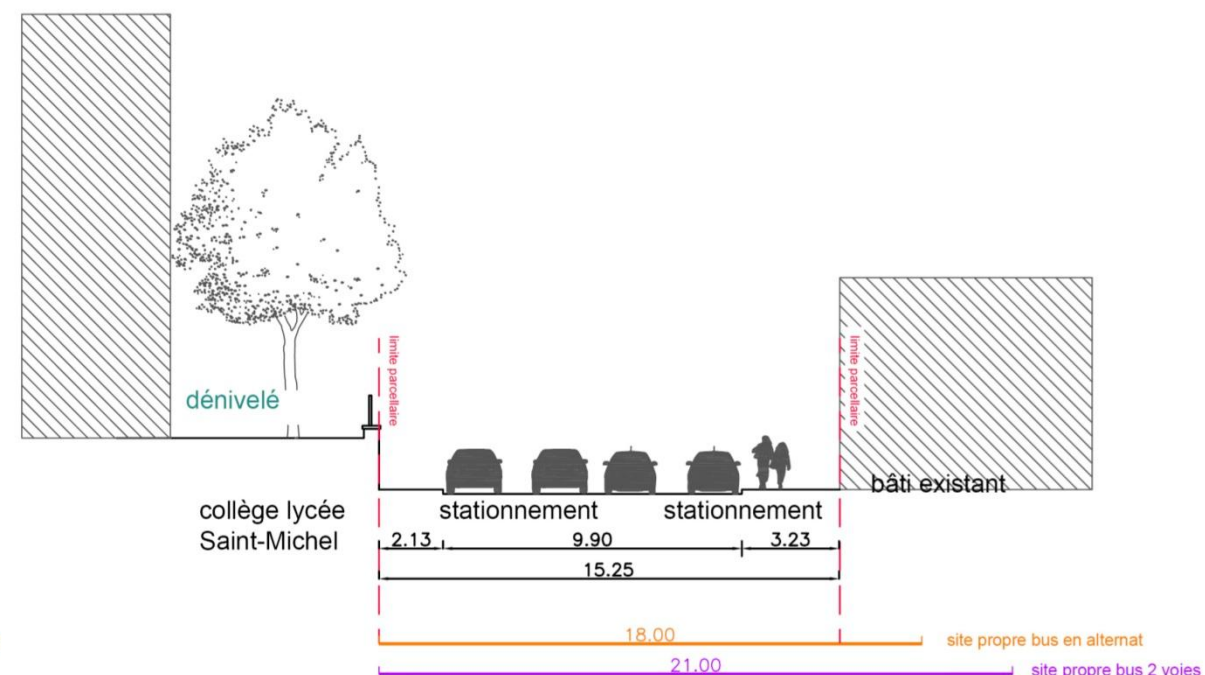 limite parcellaire
limite parcellaire
dénivelé
bâti existant
collège lycée
Saint-Michel
stationnement
stationnement
2.13
9.90
3.23
15.25
18.00
site propre bus en alternat
21.00
site propre bus 2 voies